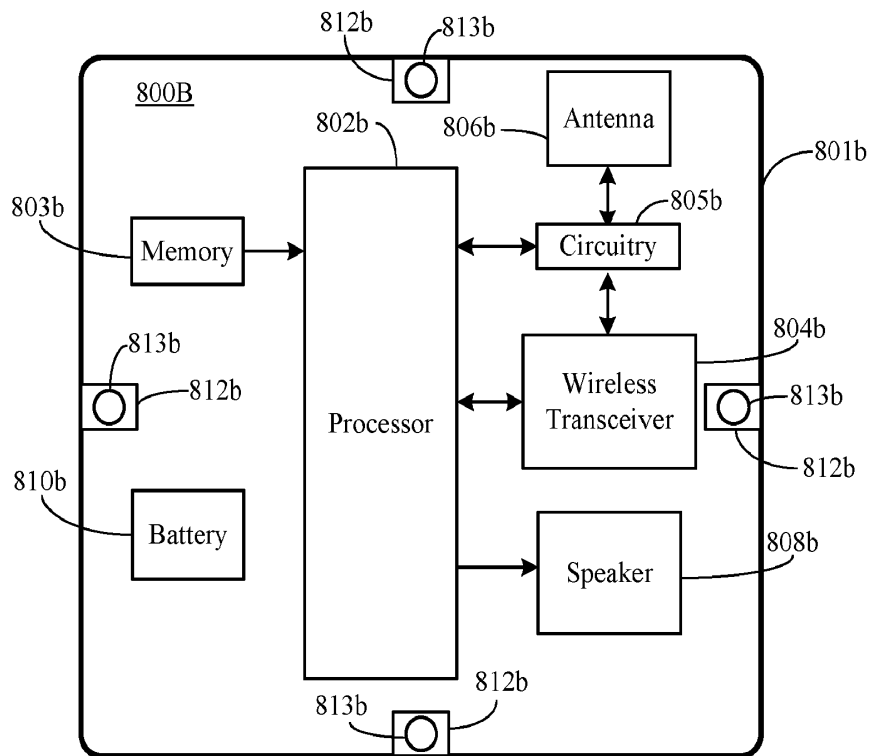 812b
813b
800B
802b
806b
Antenna
801b
803b
805b
Memory
Circuitry
813b
804b
812b
Wireless
Transceiver
813b
Processor
812b
810b
Battery
Speaker
808b
813b
812b